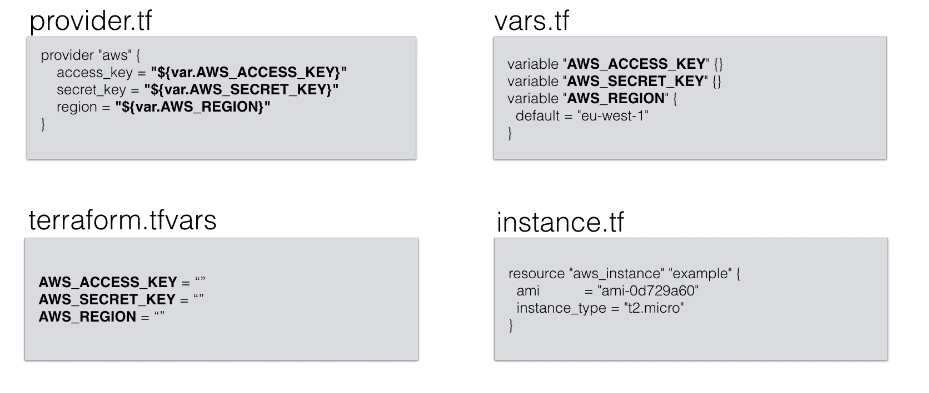 provider.tf
provider "aws" {
access_key = "${var.AWS_ACCESS_KEY}"
secret_key = "${var.AWS_SECRET_KEY}"
region = "${var.AWS_REGION}"
}
vars.tf
variable "AWS_ACCESS_KEY" {}
variable "AWS_SECRET_KEY" {}
variable "AWS_REGION" {
default = "eu-west-1"
}
terraform.tfvars
AWS_ACCESS_KEY = “”
AWS_SECRET_KEY = “”
AWS_REGION = “”
instance.tf
resource "aws_instance" "example" {
ami = "ami-0d729a60"
instance_type = "t2.micro"
}